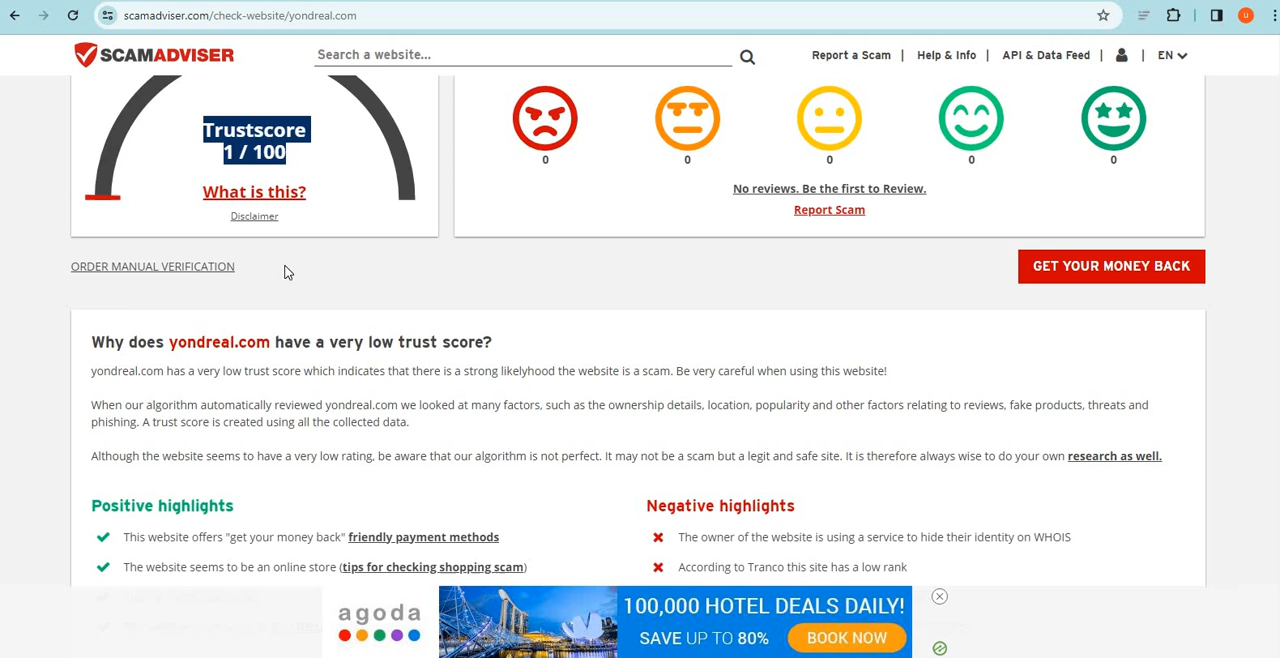 scamadviser.com/check-website/yondreal.com
u
SCAMADVISER
Search a website...
Report a Scam | Help & Info | API & Data Feed | | EN
Trustscore
1 / 100
What is this?
Disclaimer
0 0 0 0 0
No reviews. Be the first to Review.
Report Scam
ORDER MANUAL VERIFICATION
GET YOUR MONEY BACK
Why does yondreal.com have a very low trust score?
yondreal.com has a very low trust score which indicates that there is a strong likelyhood the website is a scam. Be very careful when using this website!
When our algorithm automatically reviewed yondreal.com we looked at many factors, such as the ownership details, location, popularity and other factors relating to reviews, fake products, threats and
phishing. A trust score is created using all the collected data.
Although the website seems to have a very low rating, be aware that our algorithm is not perfect. It may not be a scam but a legit and safe site. It is therefore always wise to do your own research as well.
Positive highlights
This website offers "get your money back" friendly payment methods
The website seems to be an online store (tips for checking shopping scam)
Negative highlights
The owner of the website is using a service to hide their identity on WHOIS
According to Tranco this site has a low rank
agoda
100,000 HOTEL DEALS DAILY!
SAVE UP TO 80%
BOOK NOW